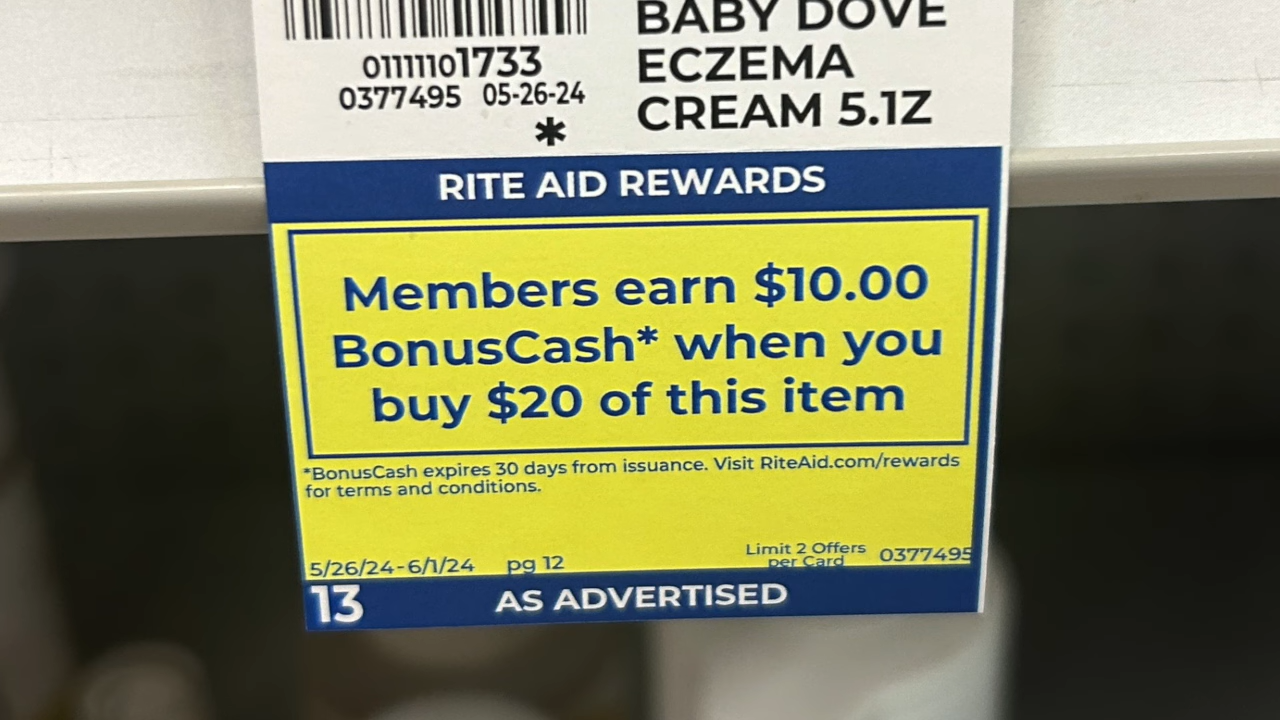 01111101733
0377495 05-26-24
*
BABY DOVE
ECZEMA
CREAM 5.1Z
RITE AID REWARDS
Members earn $10.00
BonusCash* when you
buy $20 of this item
*BonusCash expires 30 days from issuance. Visit RiteAid.com/rewards
for terms and conditions.
5/26/24-6/1/24 pg 12
Limit 2 Offers
per Card
0377495
13 AS ADVERTISED